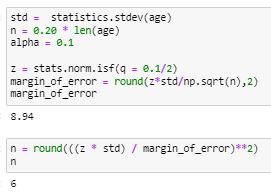 std =  statistics.stdev(age)
n = 0.20 * len(age)
alpha = 0.1
z = stats.norm.isf(q = 0.1/2)
margin_of_error = round(z*std/np.sqrt(n),2)
margin_of_error
8.94
n = round(((z * std) / margin_of_error)**2)
n
6